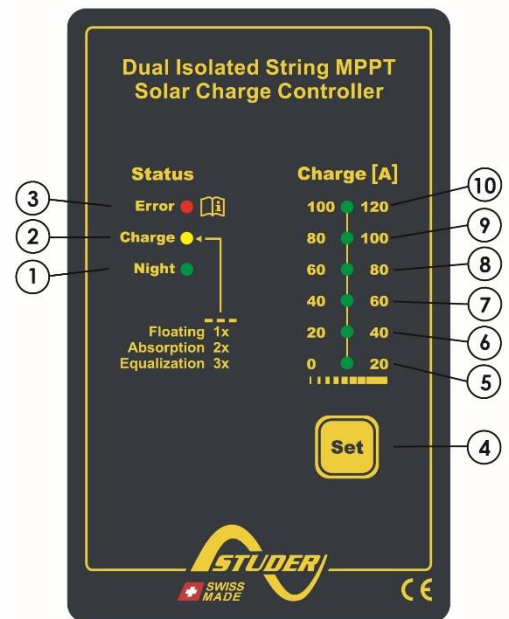 Dual Isolated String MPPT
Solar Charge Controller
Status
Error
Charge
Night
Floating 1x
Absorption 2x
Equalization 3x
3
2
1
Charge [A]
100 120
80 100
60 80
40 60
20 40
0 20
10
9
8
7
6
5
Set
4
STUDER
SWISS
MADE
CE